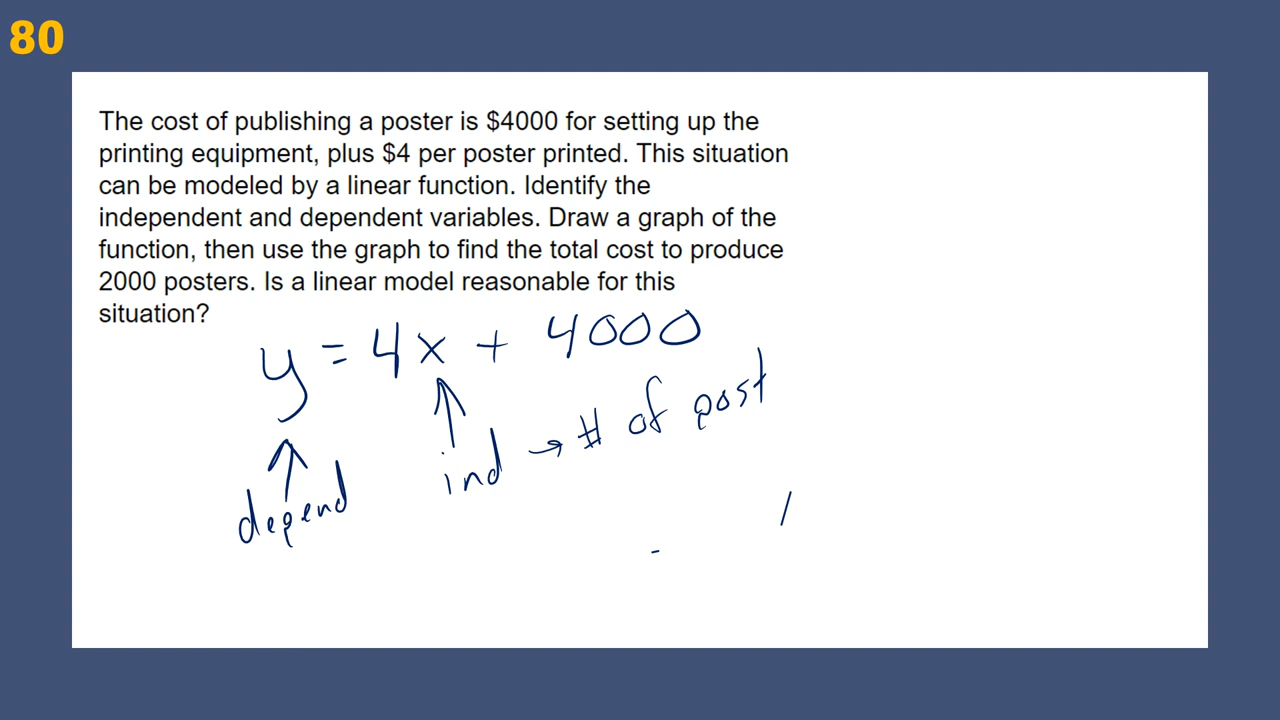 80
The cost of publishing a poster is $4000 for setting up the
printing equipment, plus $4 per poster printed. This situation
can be modeled by a linear function. Identify the
independent and dependent variables. Draw a graph of the
function, then use the graph to find the total cost to produce
2000 posters. Is a linear model reasonable for this
situation?
y = 4x + 4000
depend ind → # of post